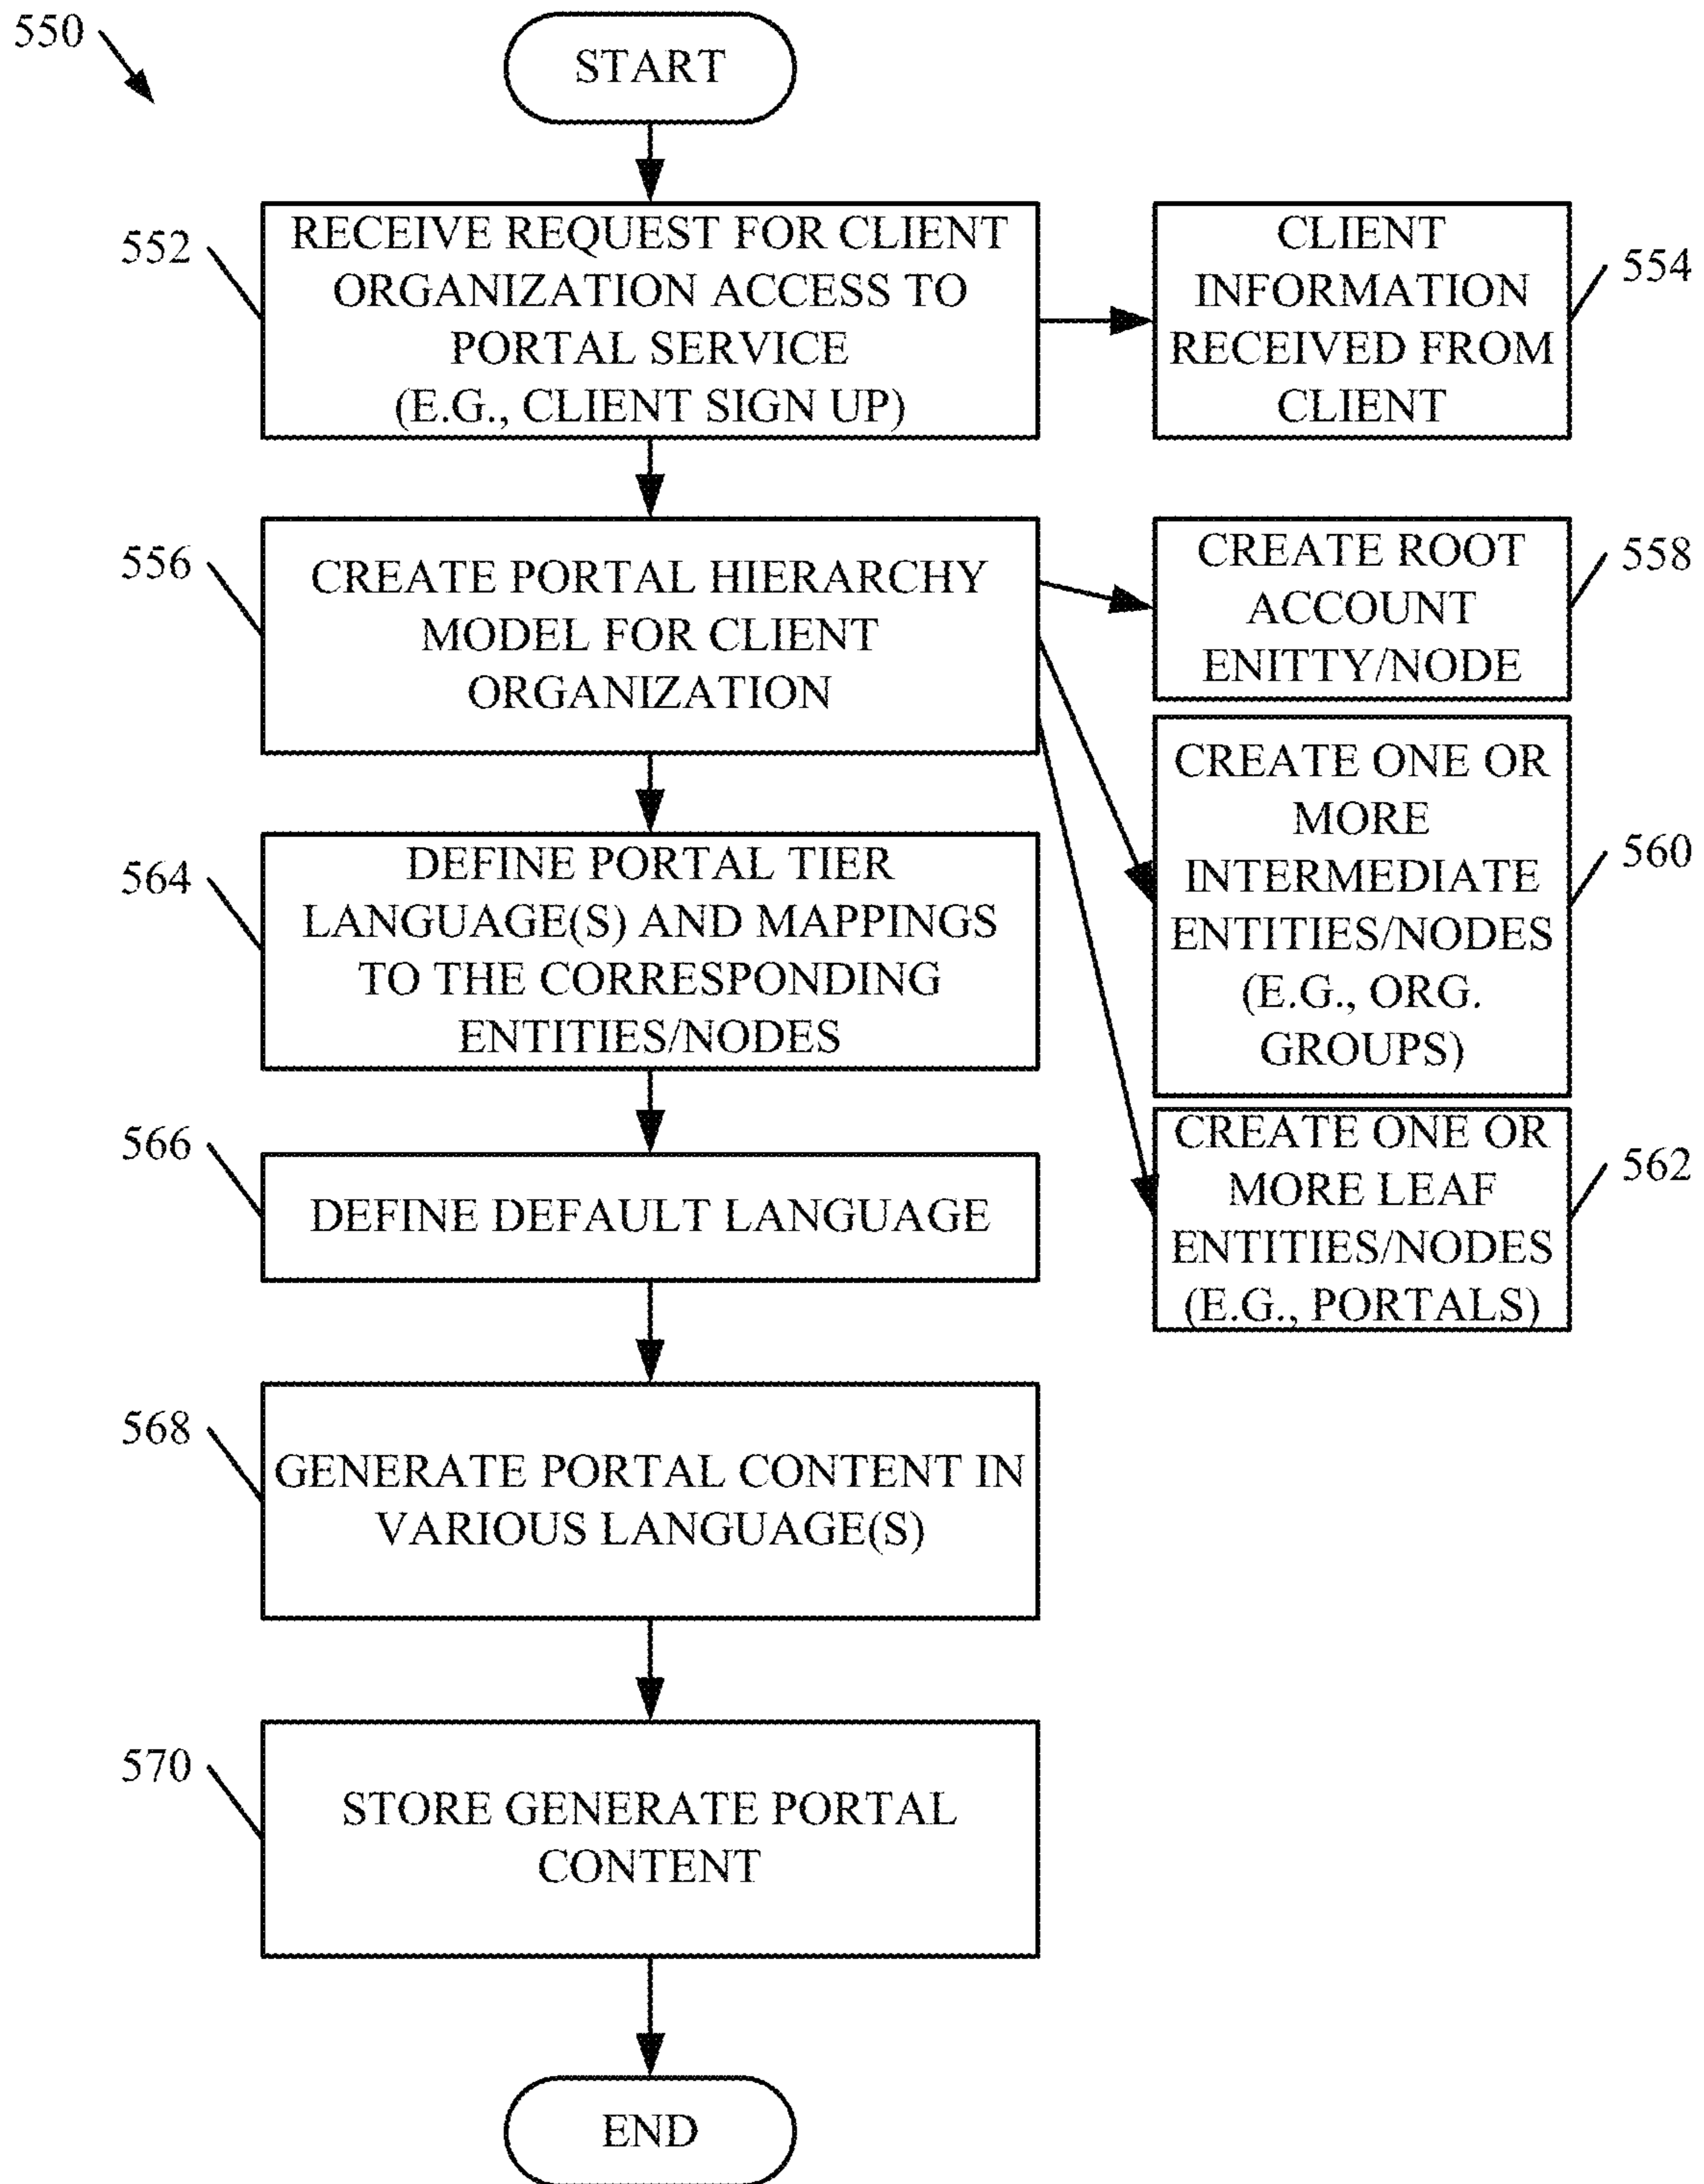 550
START
552
RECEIVE REQUEST FOR CLIENT
ORGANIZATION ACCESS TO
PORTAL SERVICE
(E.G., CLIENT SIGN UP)
CLIENT
INFORMATION
RECEIVED FROM
CLIENT
554
556
CREATE PORTAL HIERARCHY
MODEL FOR CLIENT
ORGANIZATION
CREATE ROOT
ACCOUNT
ENITTY/NODE
558
CREATE ONE OR
MORE
INTERMEDIATE
ENTITIES/NODES
(E.G., ORG.
GROUPS)
560
CREATE ONE OR
MORE LEAF
ENTITIES/NODES
(E.G., PORTALS)
562
564
DEFINE PORTAL TIER
LANGUAGE(S) AND MAPPINGS
TO THE CORRESPONDING
ENTITIES/NODES
566
DEFINE DEFAULT LANGUAGE
568
GENERATE PORTAL CONTENT IN
VARIOUS LANGUAGE(S)
570
STORE GENERATE PORTAL
CONTENT
END